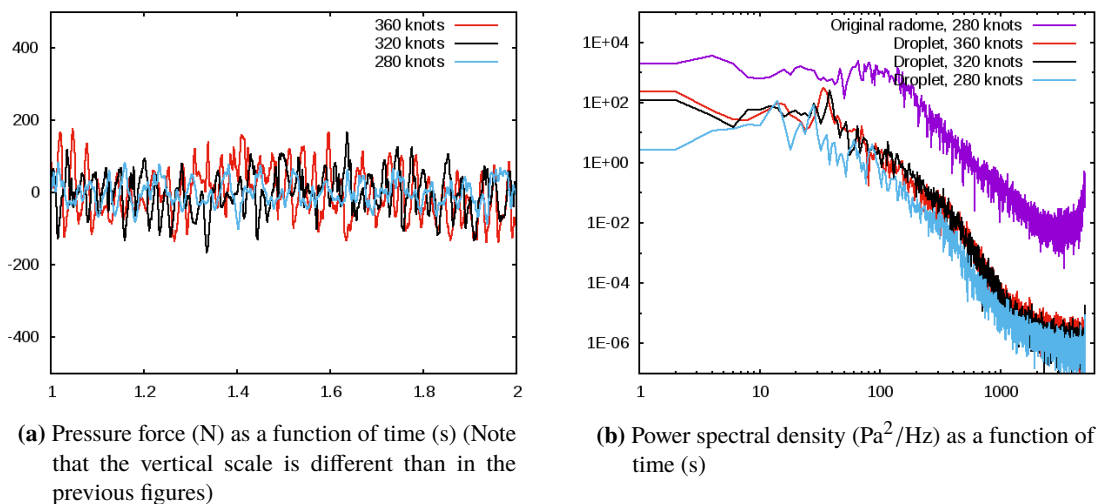 400
200
0
-200
-400
1 1.2 1.4 1.6 1.8 2
360 knots
320 knots
280 knots
(a) Pressure force (N) as a function of time (s) (Note
that the vertical scale is different than in the
previous figures)
1E+04
1E+02
1E+00
1E-02
1E-04
1E-06
1 10 100 1000
Original radome, 280 knots
Droplet, 360 knots
Droplet, 320 knots
Droplet, 280 knots
(b) Power spectral density (Pa²/Hz) as a function of
time (s)